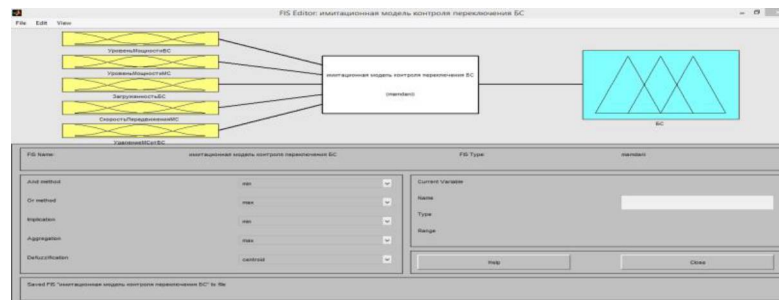 FIS Editor: имитационная модель контроля переключения БС
File Edit View
УровеньМощностиБС
УровеньМощностиМС
ЗагруженностьБС
СкоростьПередвиженияМС
УдалениеМСотБС
имитационная модель контроля переключения БС
(mamdani)
БС
FIS Name: имитационная модель контроля переключения БС FIS Type: mamdani
And method min
Or method max
Implication min
Aggregation max
Defuzzification centroid
Current Variable
Name
Type
Range
Help Close
Saved FIS "имитационная модель контроля переключения БС" to file